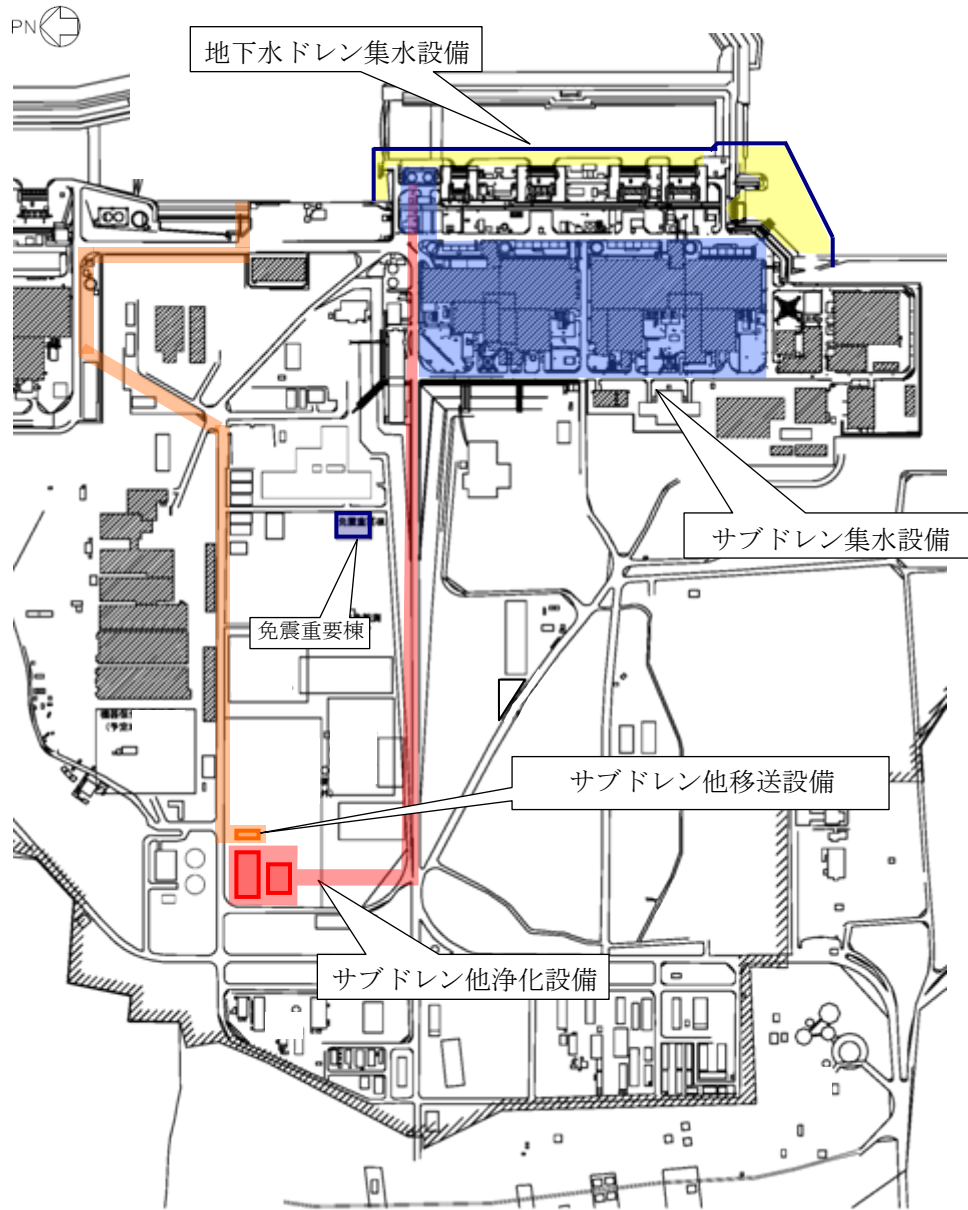 PN
地下水ドレン集水設備
サブドレン集水設備
免震重要棟
サブドレン他移送設備
サブドレン他浄化設備